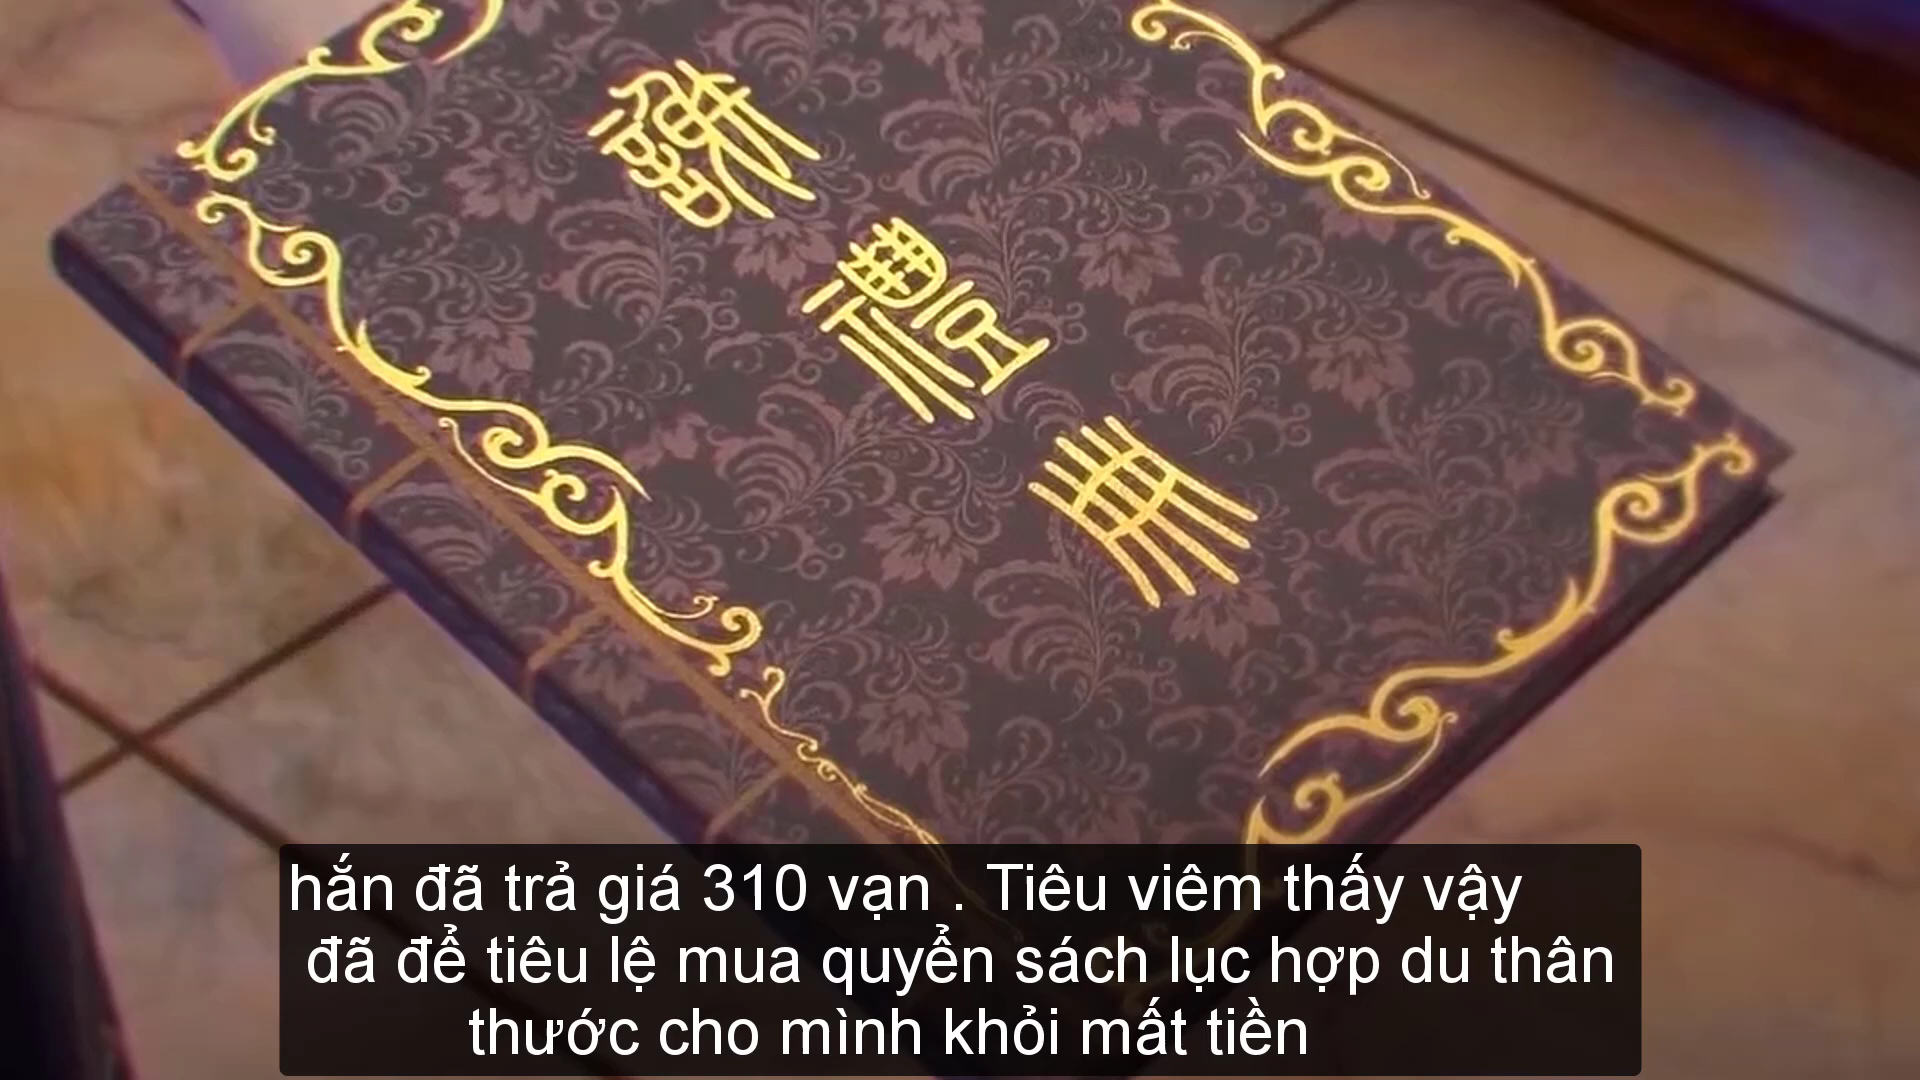 hắn đã trả giá 310 vạn . Tiêu viêm thấy vậy
đã để tiêu lệ mua quyển sách lục hợp du thân
thước cho mình khỏi mất tiền